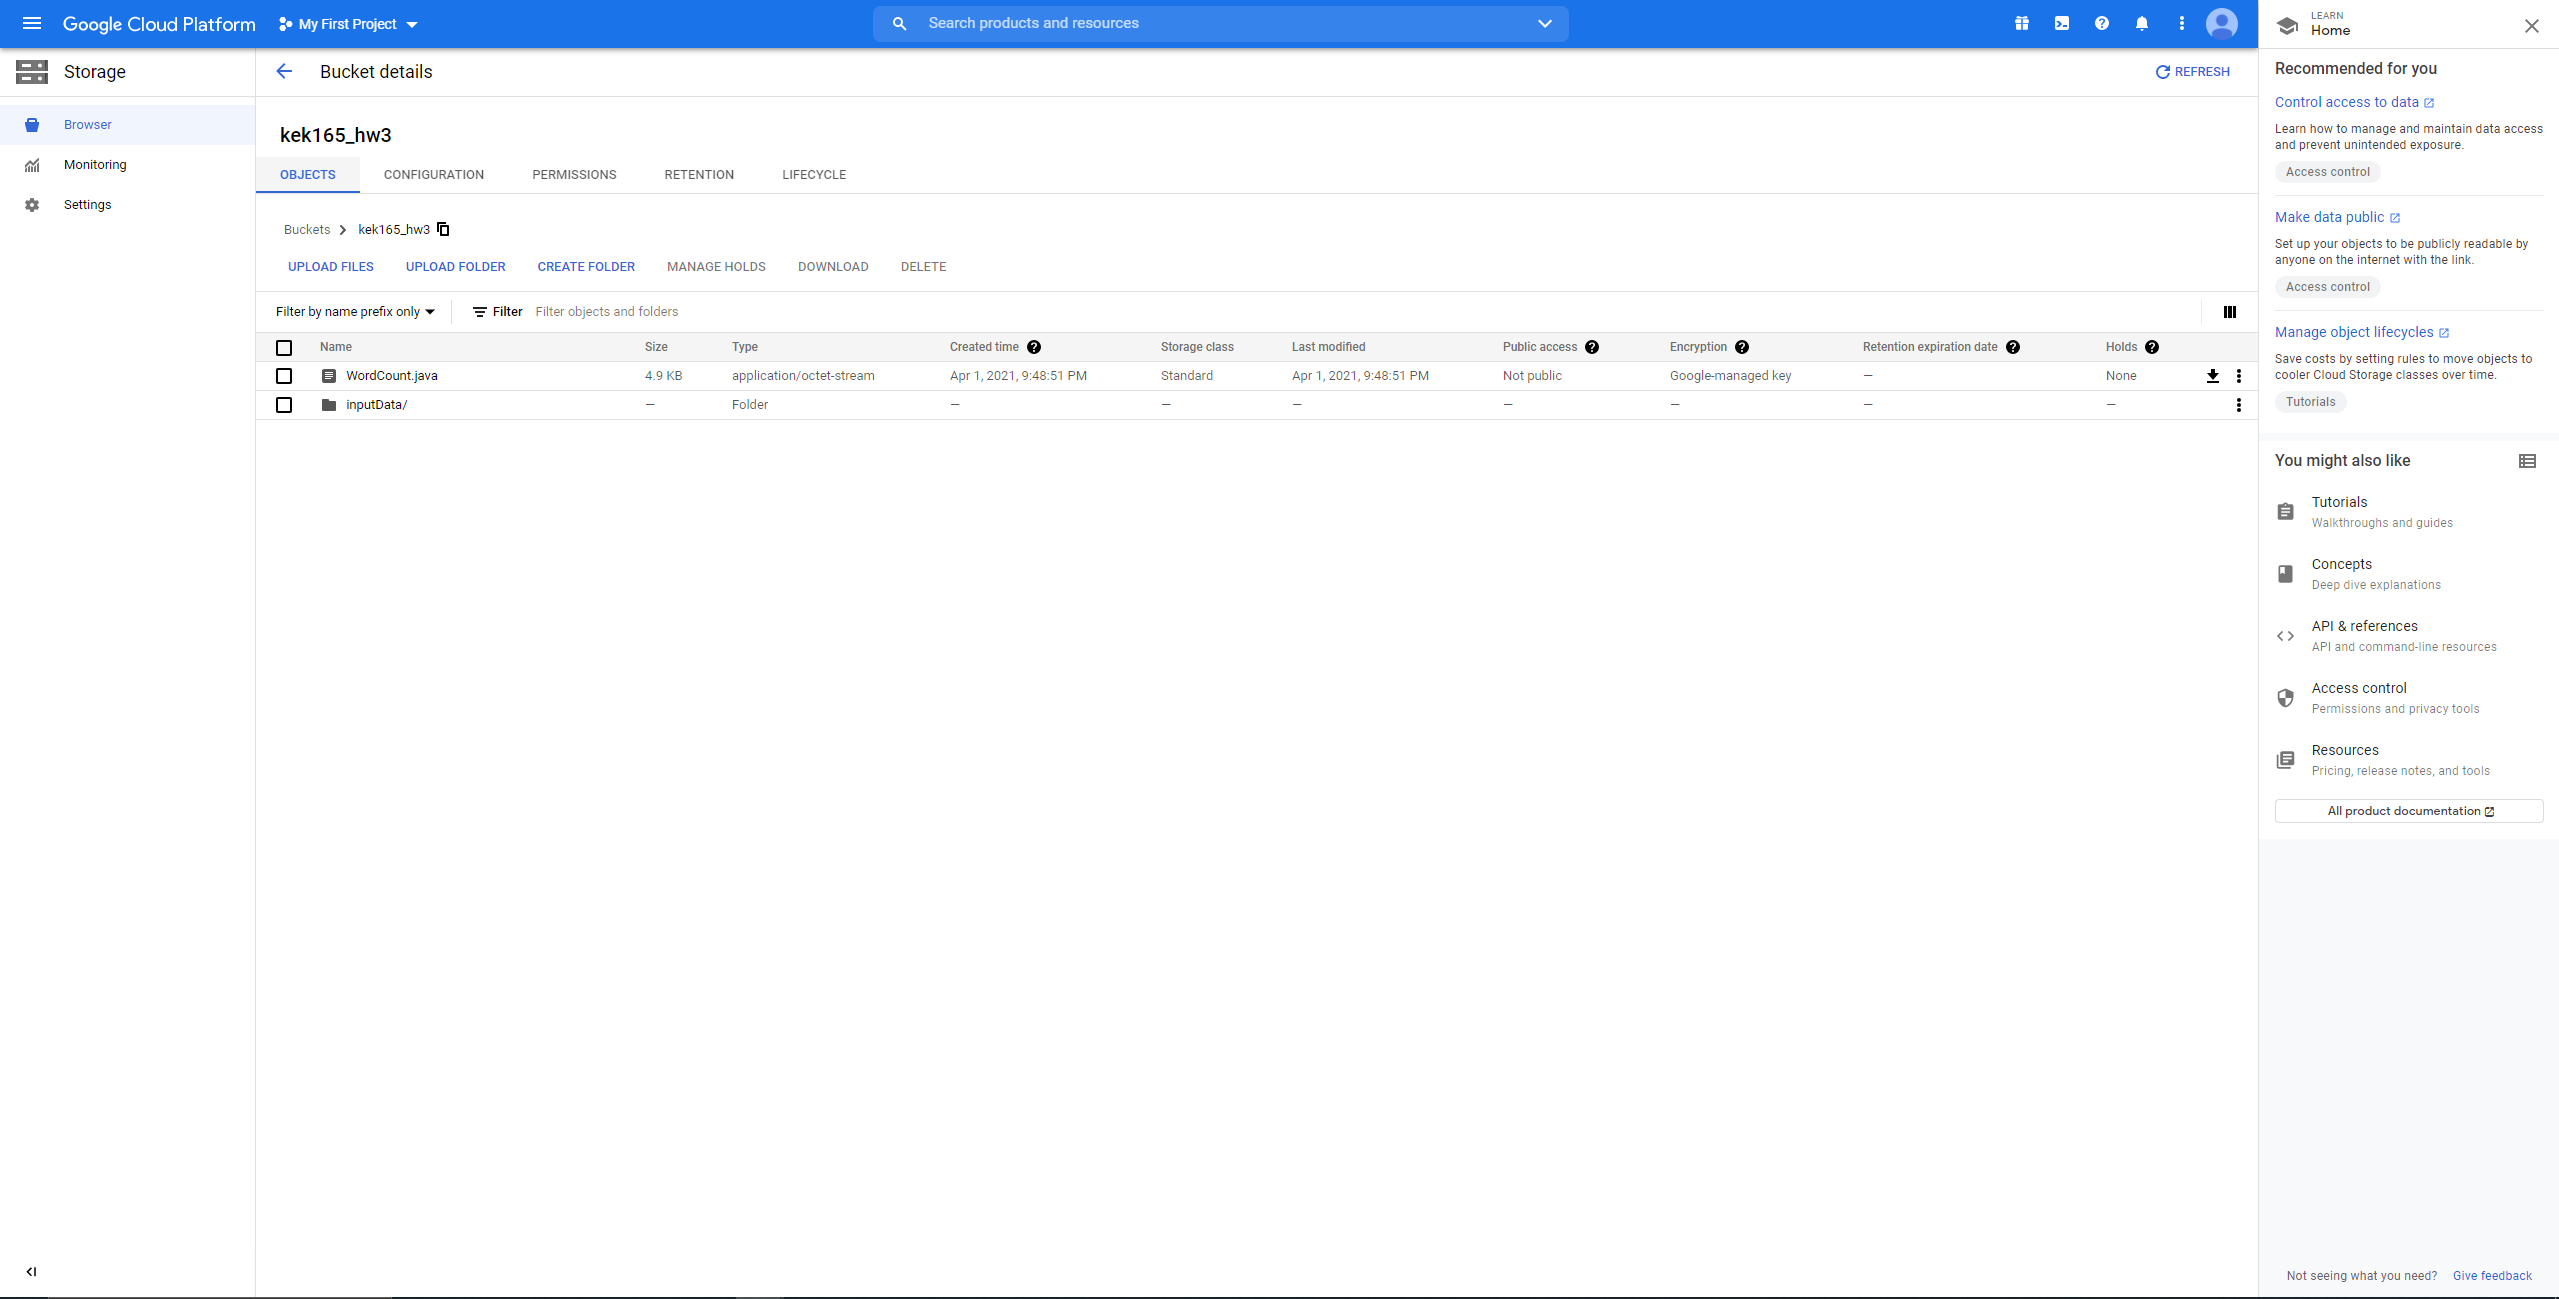 Google Cloud Platform
My First Project
Search products and resources
LEARN
Home
Storage
Bucket details
REFRESH
Browser
Monitoring
Settings
kek165_hw3
OBJECTS CONFIGURATION PERMISSIONS RETENTION LIFECYCLE
Buckets > kek165_hw3
UPLOAD FILES UPLOAD FOLDER CREATE FOLDER MANAGE HOLDS DOWNLOAD DELETE
Filter by name prefix only Filter Filter objects and folders
Name Size Type Created time Storage class Last modified Public access Encryption Retention expiration date Holds
WordCount.java 4.9 KB application/octet-stream Apr 1, 2021, 9:48:51 PM Standard Apr 1, 2021, 9:48:51 PM Not public Google-managed key — None
inputData/ — Folder — — — — — — —
Recommended for you
Control access to data
Learn how to manage and maintain data access
and prevent unintended exposure.
Access control
Make data public
Set up your objects to be publicly readable by
anyone on the internet with the link.
Access control
Manage object lifecycles
Save costs by setting rules to move objects to
cooler Cloud Storage classes over time.
Tutorials
You might also like
Tutorials
Walkthroughs and guides
Concepts
Deep dive explanations
API & references
API and command-line resources
Access control
Permissions and privacy tools
Resources
Pricing, release notes, and tools
All product documentation
Not seeing what you need? Give feedback